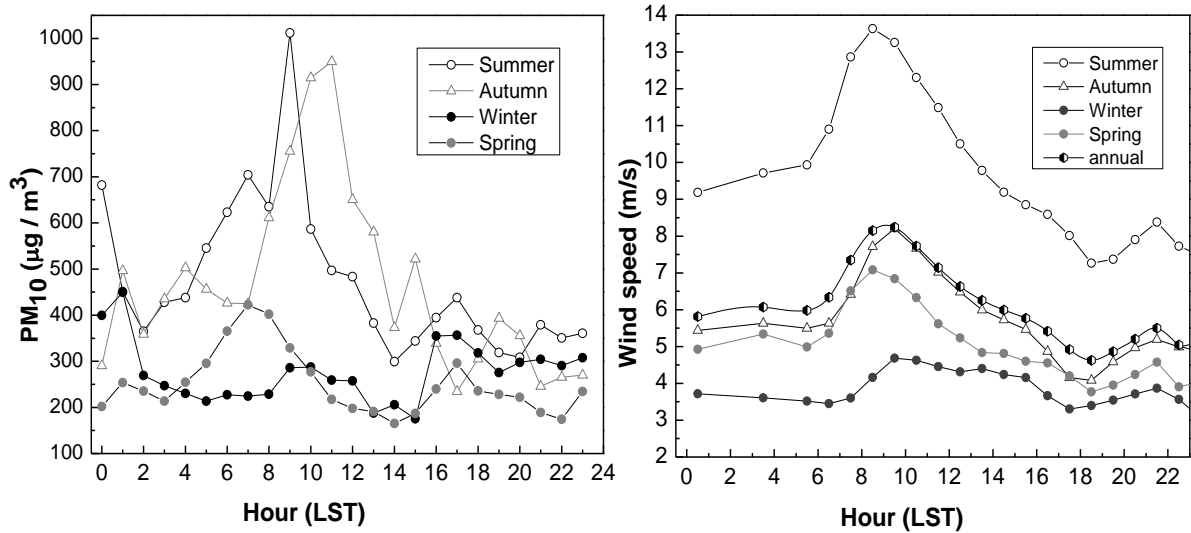 1000
900
800
700
600
500
400
300
200
100
PM10 (μg / m3)
Summer
Autumn
Winter
Spring
0 2 4 6 8 10 12 14 16 18 20 22 24
Hour (LST)
14
13
12
11
10
9
8
7
6
5
4
3
2
Wind speed (m/s)
Summer
Autumn
Winter
Spring
annual
0 2 4 6 8 10 12 14 16 18 20 22
Hour (LST)